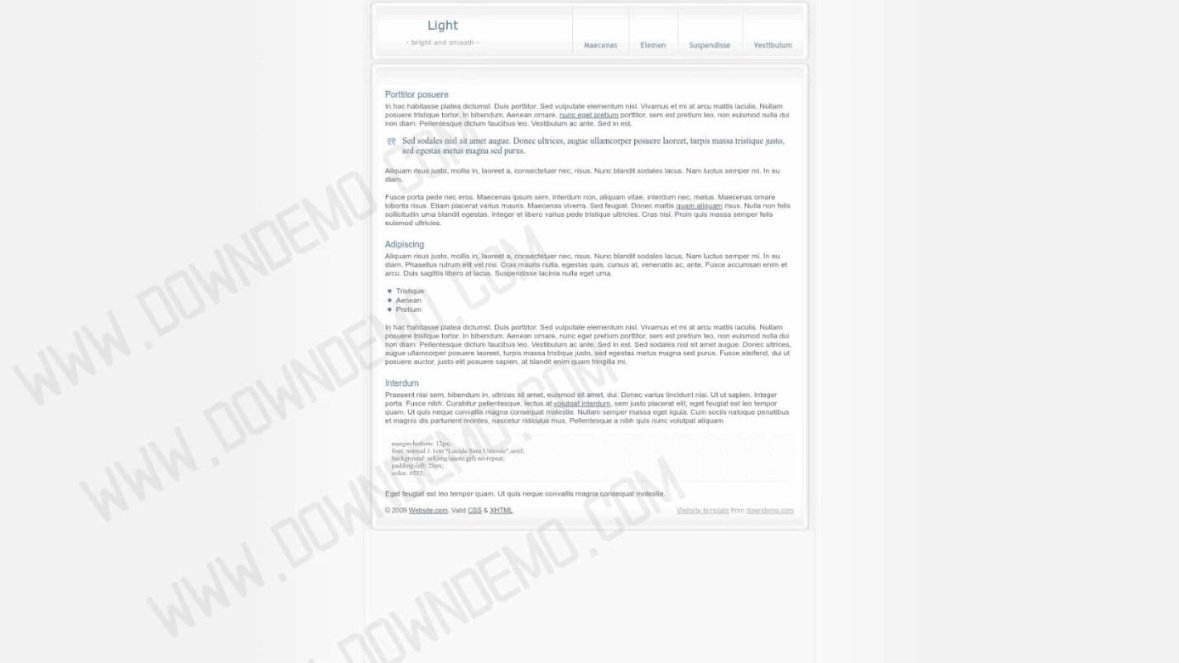 Light
- bright and smooth -
Maecenas Elemen Suspendisse Vestibulum
Porttitor posuere
In hac habitasse platea dictumst. Duis porttitor. Sed vulputate elementum nisl. Vivamus et mi at arcu mattis iaculis. Nullam
posuere tristique tortor. In bibendum. Aenean ornare, nunc eget pretium porttitor, sem est pretium leo, non euismod nulla dui
non diam. Pellentesque dictum faucibus leo. Vestibulum ac ante. Sed in est.
Sed sodales nisl sit amet augue. Donec ultrices, augue ullamcorper posuere laoreet, turpis massa tristique justo,
sed egestas metus magna sed purus.
Aliquam risus justo, mollis in, laoreet a, consectetuer nec, risus. Nunc blandit sodales lacus. Nam luctus semper mi. In eu
diam.
Fusce porta pede nec eros. Maecenas ipsum sem, interdum non, aliquam vitae, interdum nec, metus. Maecenas ornare
lobortis risus. Etiam placerat varius mauris. Maecenas viverra. Sed feugiat. Donec mattis quam aliquam risus. Nulla non felis
sollicitudin urna blandit egestas. Integer et libero varius pede tristique ultricies. Cras nisl. Proin quis massa semper felis
euismod ultricies.
Adipiscing
Aliquam risus justo, mollis in, laoreet a, consectetuer nec, risus. Nunc blandit sodales lacus. Nam luctus semper mi. In eu
diam. Phasellus rutrum elit vel nisi. Cras mauris nulla, egestas quis, cursus at, venenatis ac, ante. Fusce accumsan enim et
arcu. Duis sagittis libero at lacus. Suspendisse lacinia nulla eget urna.
Tristique
Aenean
Pretium
In hac habitasse platea dictumst. Duis porttitor. Sed vulputate elementum nisl. Vivamus et mi at arcu mattis iaculis. Nullam
posuere tristique tortor. In bibendum. Aenean ornare, nunc eget pretium porttitor, sem est pretium leo, non euismod nulla dui
non diam. Pellentesque dictum faucibus leo. Vestibulum ac ante. Sed in est. Sed sodales nisl sit amet augue. Donec ultrices,
augue ullamcorper posuere laoreet, turpis massa tristique justo, sed egestas metus magna sed purus. Fusce eleifend, dui ut
posuere auctor, justo elit posuere sapien, at blandit enim quam fringilla mi.
Interdum
Praesent nisi sem, bibendum in, ultrices sit amet, euismod sit amet, dui. Donec varius tincidunt nisi. Ut ut sapien. Integer
porta. Fusce nibh. Curabitur pellentesque, lectus at volutpat interdum, sem justo placerat elit, eget feugiat est leo tempor
quam. Ut quis neque convallis magna consequat molestie. Nullam semper massa eget ligula. Cum sociis natoque penatibus
et magnis dis parturient montes, nascetur ridiculus mus. Pellentesque a nibh quis nunc volutpat aliquam
margin-bottom: 12px;
font: normal 1.1em "Lucida Sans Unicode",serif;
background: url(img/quote.gif) no-repeat;
padding-left: 28px;
color: #555;
Eget feugiat est leo tempor quam. Ut quis neque convallis magna consequat molestie.
© 2009 Website.com. Valid CSS & XHTML
Website template from downdemo.com
WWW.DOWNDEMO.COM
WWW.DOWNDEMO.COM
WWW.DOWNDEMO.COM
DOWNDEMO.COM